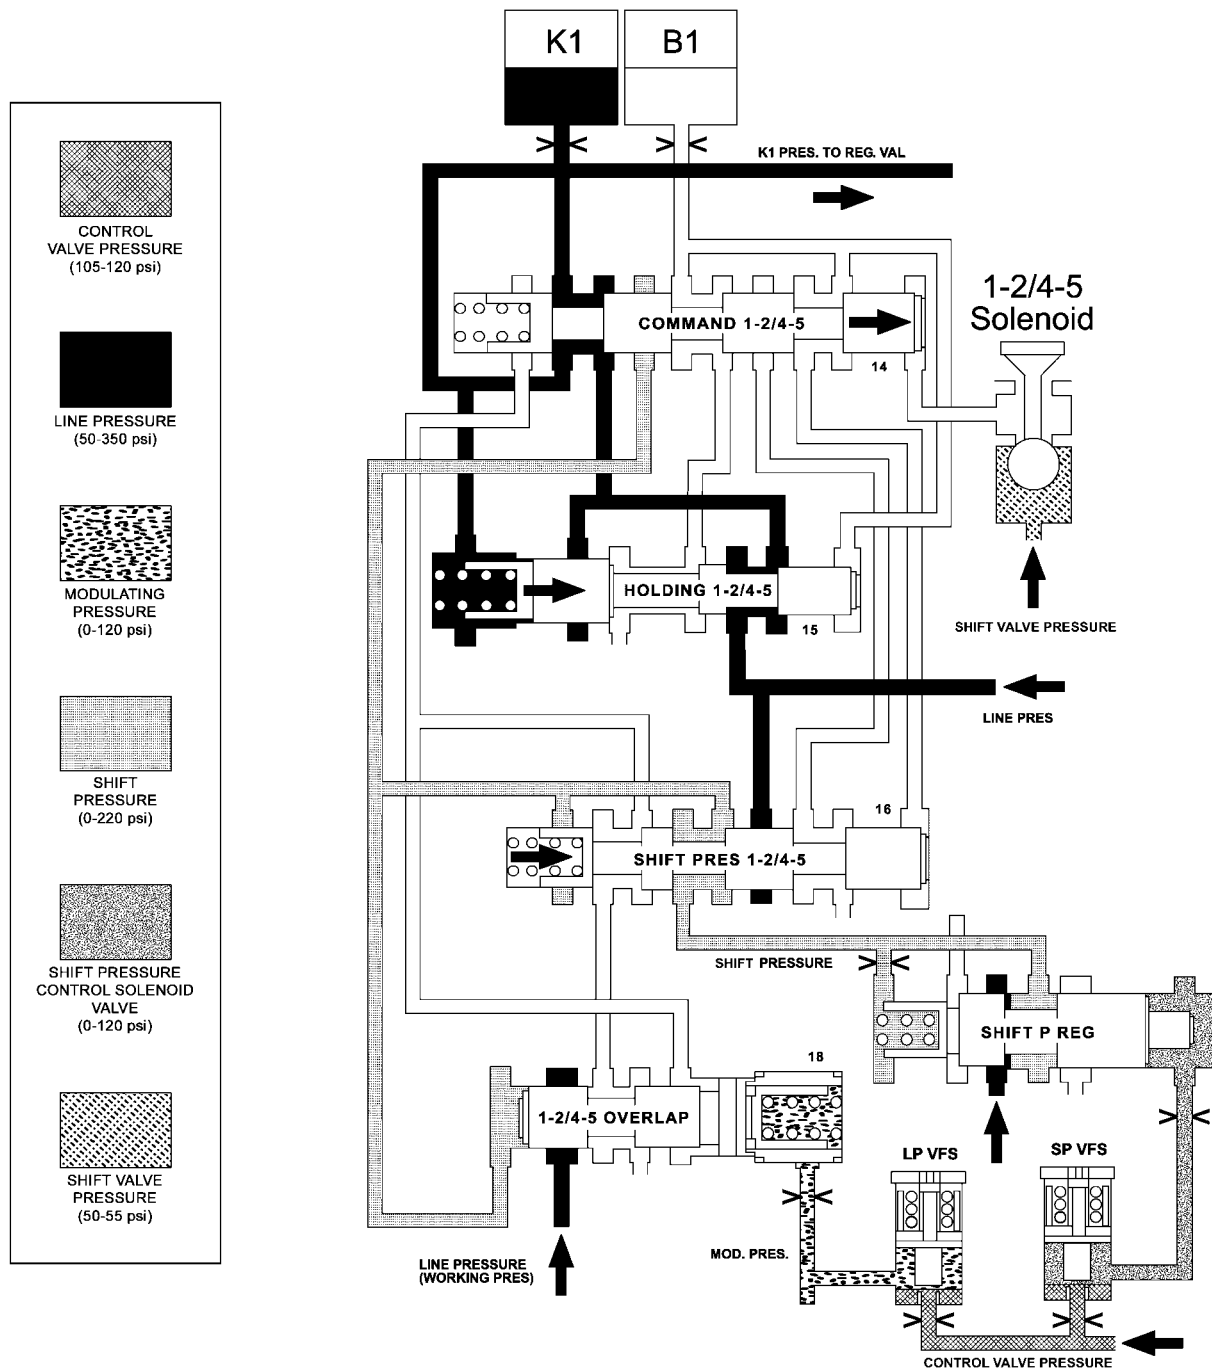 K1
B1
K1 PRES. TO REG. VAL
CONTROL
VALVE PRESSURE
(105-120 psi)
LINE PRESSURE
(50-350 psi)
MODULATING
PRESSURE
(0-120 psi)
SHIFT
PRESSURE
(0-220 psi)
SHIFT PRESSURE
CONTROL SOLENOID
VALVE
(0-120 psi)
SHIFT VALVE
PRESSURE
(50-55 psi)
1-2/4-5
Solenoid
COMMAND 1-2/4-5
14
HOLDING 1-2/4-5
15
SHIFT VALVE PRESSURE
LINE PRES
16
SHIFT PRES 1-2/4-5
SHIFT PRESSURE
SHIFT P REG
18
1-2/4-5 OVERLAP
LP VFS
SP VFS
MOD. PRES.
LINE PRESSURE
(WORKING PRES)
CONTROL VALVE PRESSURE